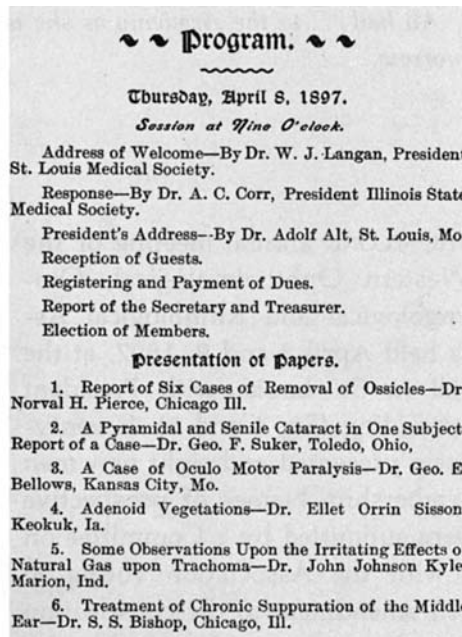 Program.
Thursday, April 8, 1897.
Session at Nine O'clock.
Address of Welcome—By Dr. W. J. Langan, President
St. Louis Medical Society.
Response—By Dr. A. C. Corr, President Illinois State
Medical Society.
President's Address--By Dr. Adolf Alt, St. Louis, Mo.
Reception of Guests.
Registering and Payment of Dues.
Report of the Secretary and Treasurer.
Election of Members.
Presentation of Papers.
1. Report of Six Cases of Removal of Ossicles—Dr.
Norval H. Pierce, Chicago Ill.
2. A Pyramidal and Senile Cataract in One Subject
Report of a Case—Dr. Geo. F. Suker, Toledo, Ohio,
3. A Case of Oculo Motor Paralysis—Dr. Geo. E
Bellows, Kansas City, Mo.
4. Adenoid Vegetations—Dr. Ellet Orrin Sisson
Keokuk, Ia.
5. Some Observations Upon the Irritating Effects o
Natural Gas upon Trachoma—Dr. John Johnson Kyle
Marion, Ind.
6. Treatment of Chronic Suppuration of the Middle
Ear—Dr. S. S. Bishop, Chicago, Ill.